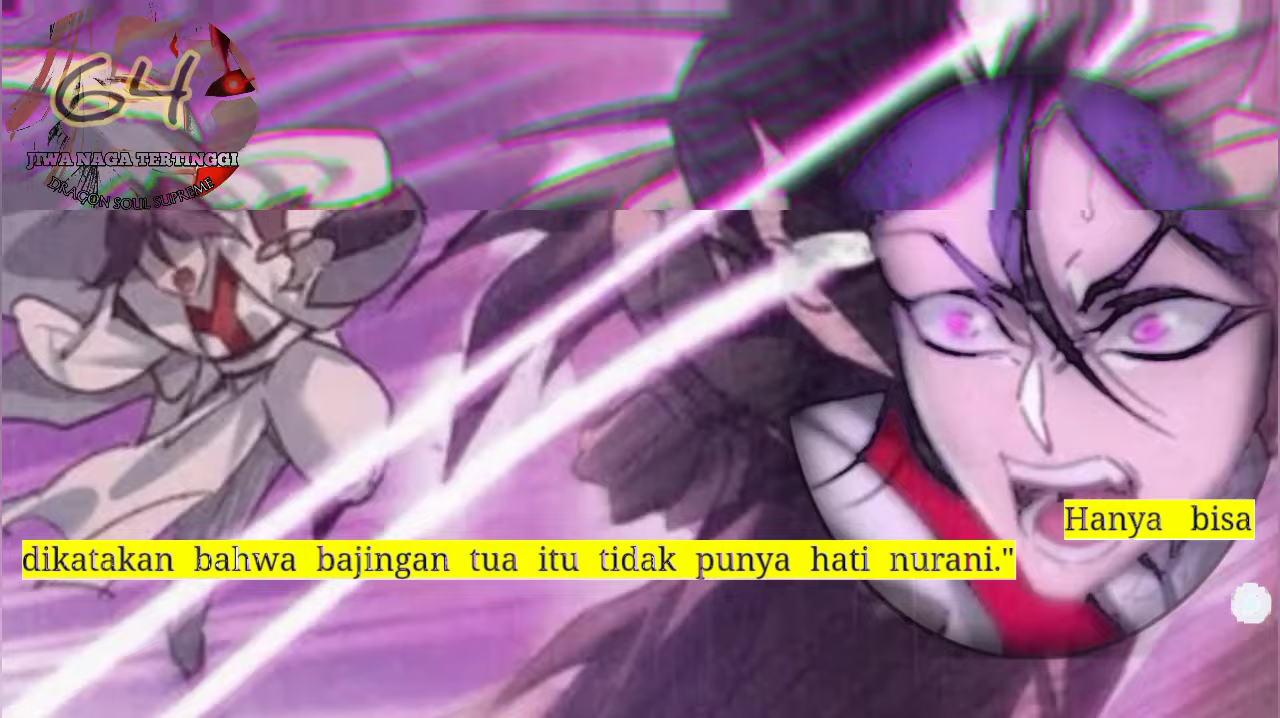 64
JIWA NAGA TERTINGGI
DRAGON SOUL SUPREME
Hanya bisa
dikatakan bahwa bajingan tua itu tidak punya hati nurani."